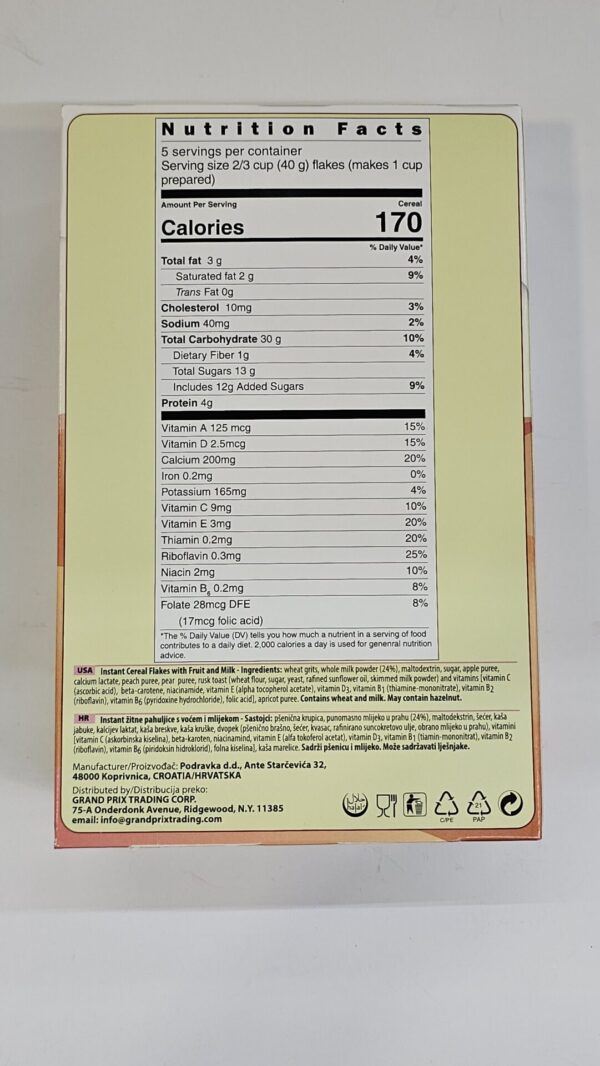 Nutrition Facts
5 servings per container
Serving size 2/3 cup (40 g) flakes (makes 1 cup
prepared)
Amount Per Serving Cereal
Calories 170
% Daily Value*
Total fat 3 g 4%
Saturated fat 2 g 9%
Trans Fat 0g
Cholesterol 10mg 3%
Sodium 40mg 2%
Total Carbohydrate 30 g 10%
Dietary Fiber 1g 4%
Total Sugars 13 g
Includes 12g Added Sugars 9%
Protein 4g
Vitamin A 125 mcg 15%
Vitamin D 2.5mcg 15%
Calcium 200mg 20%
Iron 0.2mg 0%
Potassium 165mg 4%
Vitamin C 9mg 10%
Vitamin E 3mg 20%
Thiamin 0.2mg 20%
Riboflavin 0.3mg 25%
Niacin 2mg 10%
Vitamin B6 0.2mg 8%
Folate 28mcg DFE 8%
(17mcg folic acid)
*The % Daily Value (DV) tells you how much a nutrient in a serving of food
contributes to a daily diet. 2,000 calories a day is used for genenral nutrition
advice.
USA Instant Cereal Flakes with Fruit and Milk - Ingredients: wheat grits, whole milk powder (24%), maltodextrin, sugar, apple puree,
calcium lactate, peach puree, pear puree, rusk toast (wheat flour, sugar, yeast, rafined sunflower oil, skimmed milk powder) and vitamins [vitamin C
(ascorbic acid), beta-carotene, niacinamide, vitamin E (alpha tocopherol acetate), vitamin D3, vitamin B1 (thiamine-mononitrate), vitamin B2
(riboflavin), vitamin B6 (pyridoxine hydrochloride), folic acid], apricot puree. Contains wheat and milk. May contain hazelnut.
HR Instant žitne pahuljice s voćem i mlijekom - Sastojci: pšenična krupica, punomasno mlijeko u prahu (24%), maltodekstrin, šećer, kaša
jabuke, kalcijev laktat, kaša breskve, kaša kruške, dvopek (pšenično brašno, šećer, kvasac, rafinirano suncokretovo ulje, obrano mlijeko u prahu), vitamini
[vitamin C (askorbinska kiselina), beta-karoten, niacinamid, vitamin E (alfa tokoferol acetat), vitamin D3, vitamin B1 (tiamin-mononitrat), vitamin B2
(riboflavin), vitamin B6 (piridoksin hidroklorid), folna kiselina], kaša marelice. Sadrži pšenicu i mlijeko. Može sadržavati lješnjake.
Manufacturer/Proizvođač: Podravka d.d., Ante Starčevića 32,
48000 Koprivnica, CROATIA/HRVATSKA
Distributed by/Distribucija preko:
GRAND PRIX TRADING CORP.
75-A Onderdonk Avenue, Ridgewood, N.Y. 11385
email: info@grandprixtrading.com
حلال
halal
C/PE
21
PAP